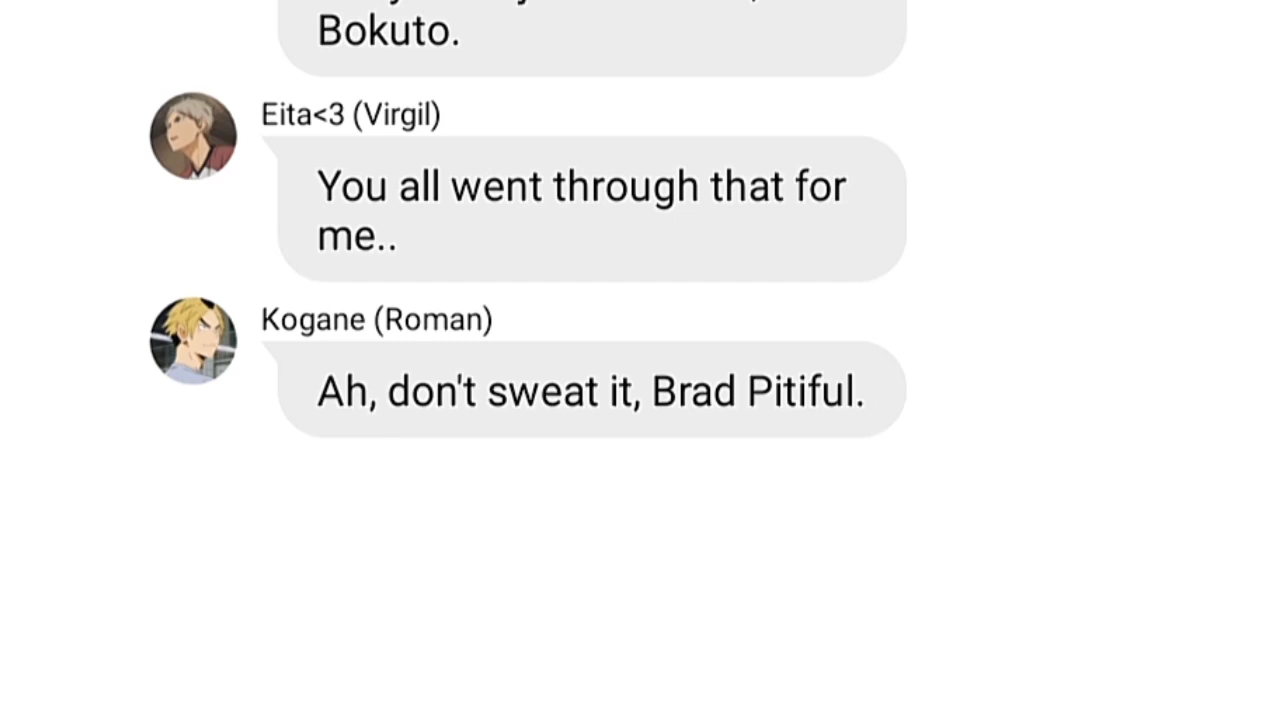 Bokuto.
Eita<3 (Virgil)
You all went through that for
me..
Kogane (Roman)
Ah, don't sweat it, Brad Pitiful.